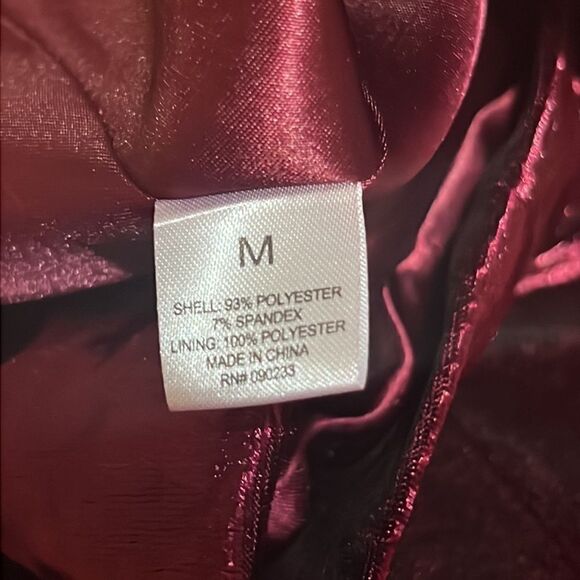 M
SHELL: 93% POLYESTER
7% SPANDEX
LINING: 100% POLYESTER
MADE IN CHINA
RN# 090233